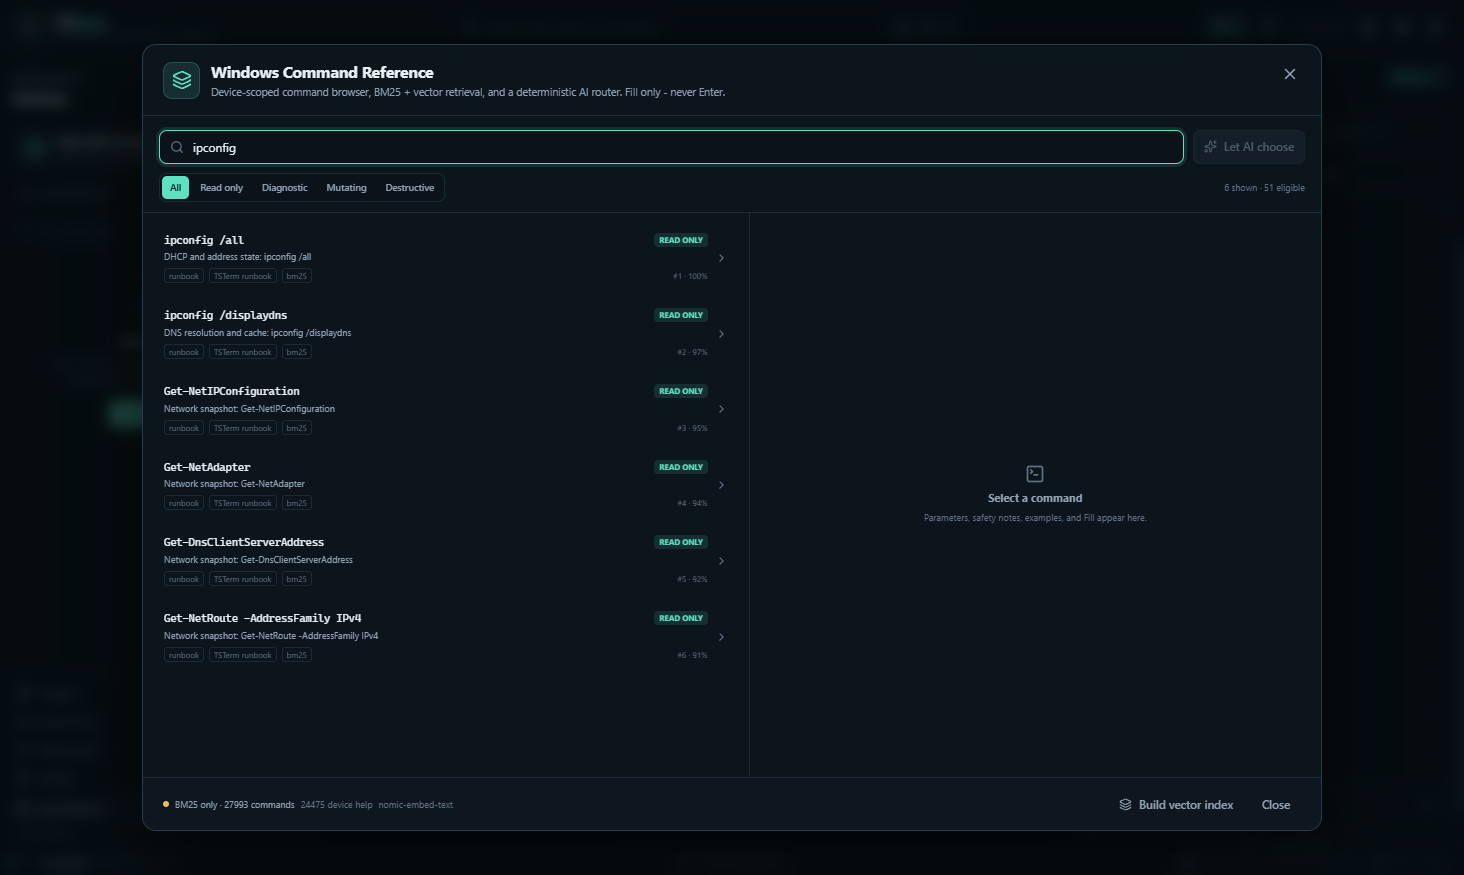 Windows Command Reference
Device-scoped command browser, BM25 + vector retrieval, and a deterministic AI router. Fill only - never Enter.
ipconfig
Let AI choose
All Read only Diagnostic Mutating Destructive
6 shown · 51 eligible
ipconfig /all
READ ONLY
DHCP and address state: ipconfig /all
runbook TSTerm runbook bm25
#1 · 100%
ipconfig /displaydns
READ ONLY
DNS resolution and cache: ipconfig /displaydns
runbook TSTerm runbook bm25
#2 · 97%
Get-NetIPConfiguration
READ ONLY
Network snapshot: Get-NetIPConfiguration
runbook TSTerm runbook bm25
#3 · 95%
Get-NetAdapter
READ ONLY
Network snapshot: Get-NetAdapter
runbook TSTerm runbook bm25
#4 · 94%
Get-DnsClientServerAddress
READ ONLY
Network snapshot: Get-DnsClientServerAddress
runbook TSTerm runbook bm25
#5 · 92%
Get-NetRoute -AddressFamily IPv4
READ ONLY
Network snapshot: Get-NetRoute -AddressFamily IPv4
runbook TSTerm runbook bm25
#6 · 91%
Select a command
Parameters, safety notes, examples, and Fill appear here.
BM25 only · 27993 commands 24475 device help nomic-embed-text
Build vector index
Close